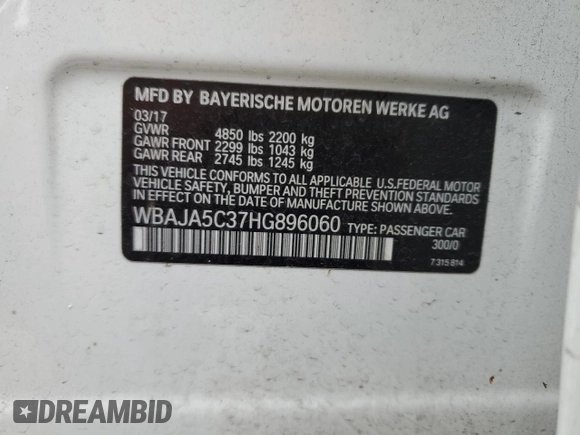 MFD BY BAYERISCHE MOTOREN WERKE AG
03/17
GVWR 4850 lbs 2200 kg
GAWR FRONT 2299 lbs 1043 kg
GAWR REAR 2745 lbs 1245 kg
THIS VEHICLE CONFORMS TO ALL APPLICABLE U.S.FEDERAL MOTOR
VEHICLE SAFETY, BUMPER AND THEFT PREVENTION STANDARDS
IN EFFECT ON THE DATE OF MANUFACTURE SHOWN ABOVE.
WBAJA5C37HG896060 TYPE: PASSENGER CAR
300/0
7315814
DREAMBID